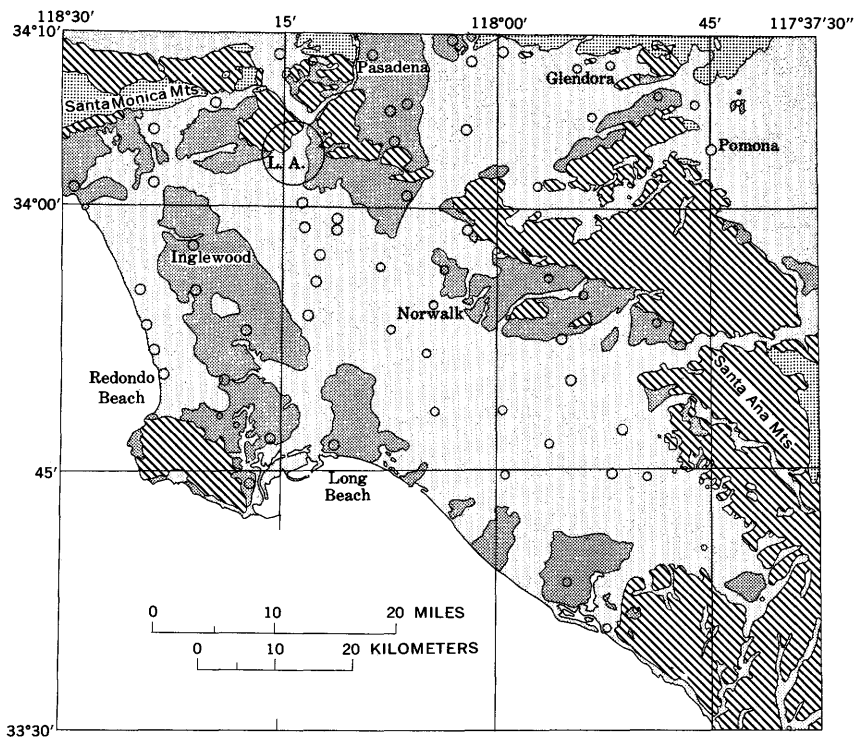 118°30′ 15′ 118°00′ 45′ 117°37′30″
34°10′
Pasadena
Glendora
Santa Monica Mts.
Pomona
L. A.
34°00′
Inglewood
Norwalk
Redondo
Beach
Santa Ana Mts.
45′
Long
Beach
0 10 20 MILES
0 10 20 KILOMETERS
33°30′